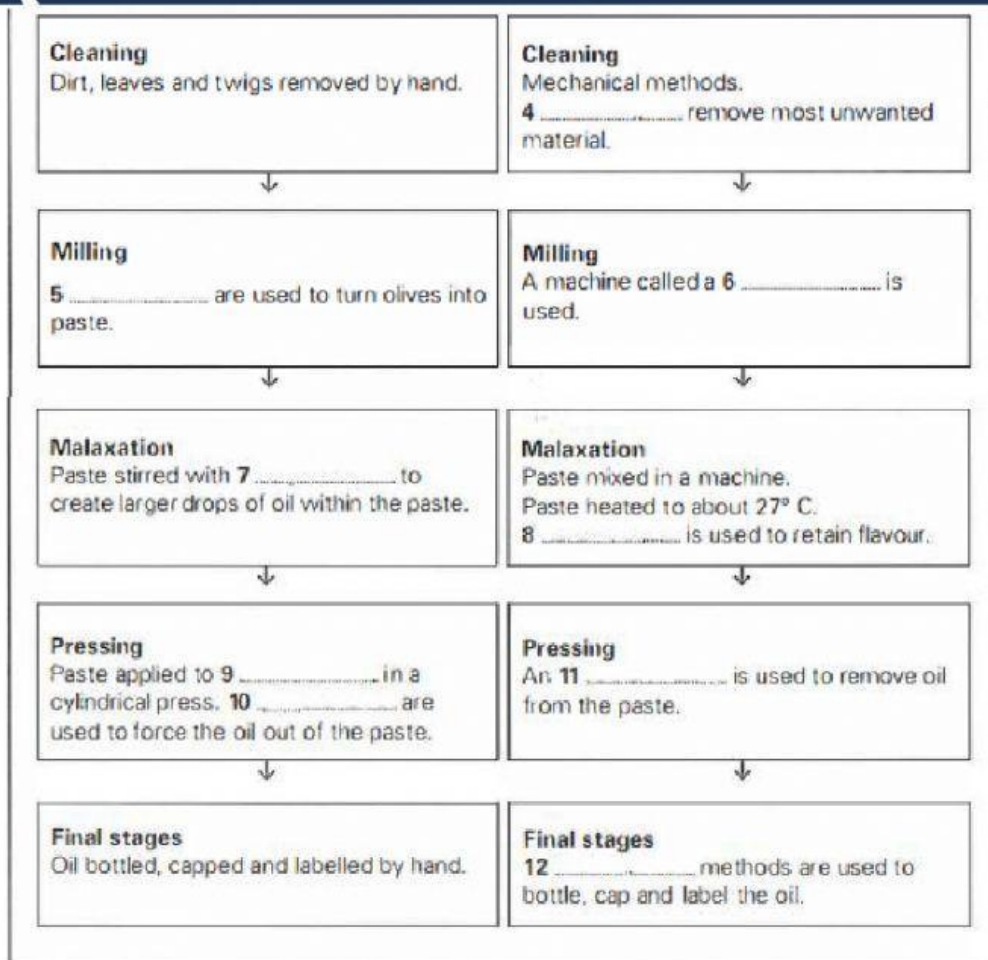 Cleaning
Dirt, leaves and twigs removed by hand.
Cleaning
Mechanical methods.
4 .................... remove most unwanted
material.
Milling
5 .................... are used to turn olives into
paste.
Milling
A machine called a 6 .................... is
used.
Malaxation
Paste stirred with 7 .................... to
create larger drops of oil within the paste.
Malaxation
Paste mixed in a machine.
Paste heated to about 27° C.
8 .................... is used to retain flavour.
Pressing
Paste applied to 9 .................... in a
cylindrical press. 10 .................... are
used to force the oil out of the paste.
Pressing
An 11 .................... is used to remove oil
from the paste.
Final stages
Oil bottled, capped and labelled by hand.
Final stages
12 .................... methods are used to
bottle, cap and label the oil.